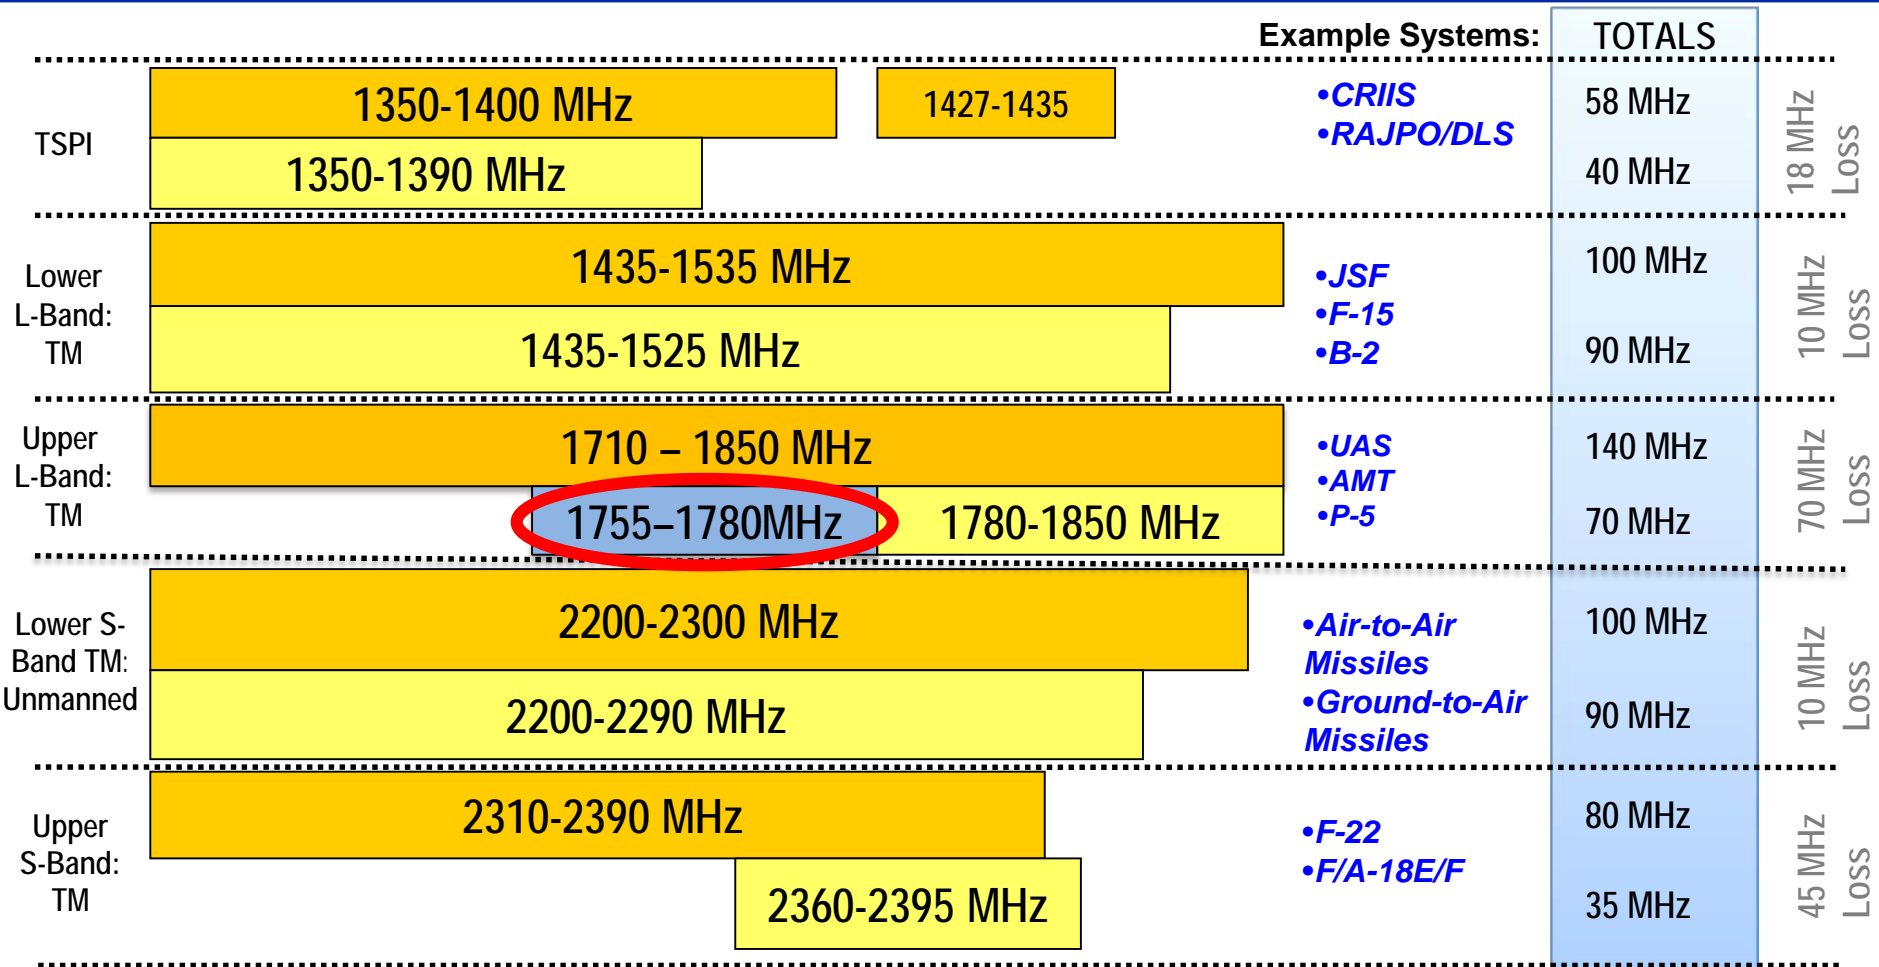 Example Systems:
TOTALS
TSPI
1350-1400 MHz
1427-1435
•CRIIS
•RAJPO/DLS
58 MHz
1350-1390 MHz
40 MHz
18 MHz
Loss
Lower
L-Band:
TM
1435-1535 MHz
•JSF
•F-15
•B-2
100 MHz
1435-1525 MHz
90 MHz
10 MHz
Loss
Upper
L-Band:
TM
1710 – 1850 MHz
•UAS
•AMT
•P-5
140 MHz
1755–1780MHz
1780-1850 MHz
70 MHz
70 MHz
Loss
Lower S-
Band TM:
Unmanned
2200-2300 MHz
•Air-to-Air
Missiles
•Ground-to-Air
Missiles
100 MHz
2200-2290 MHz
90 MHz
10 MHz
Loss
Upper
S-Band:
TM
2310-2390 MHz
•F-22
•F/A-18E/F
80 MHz
2360-2395 MHz
35 MHz
45 MHz
Loss